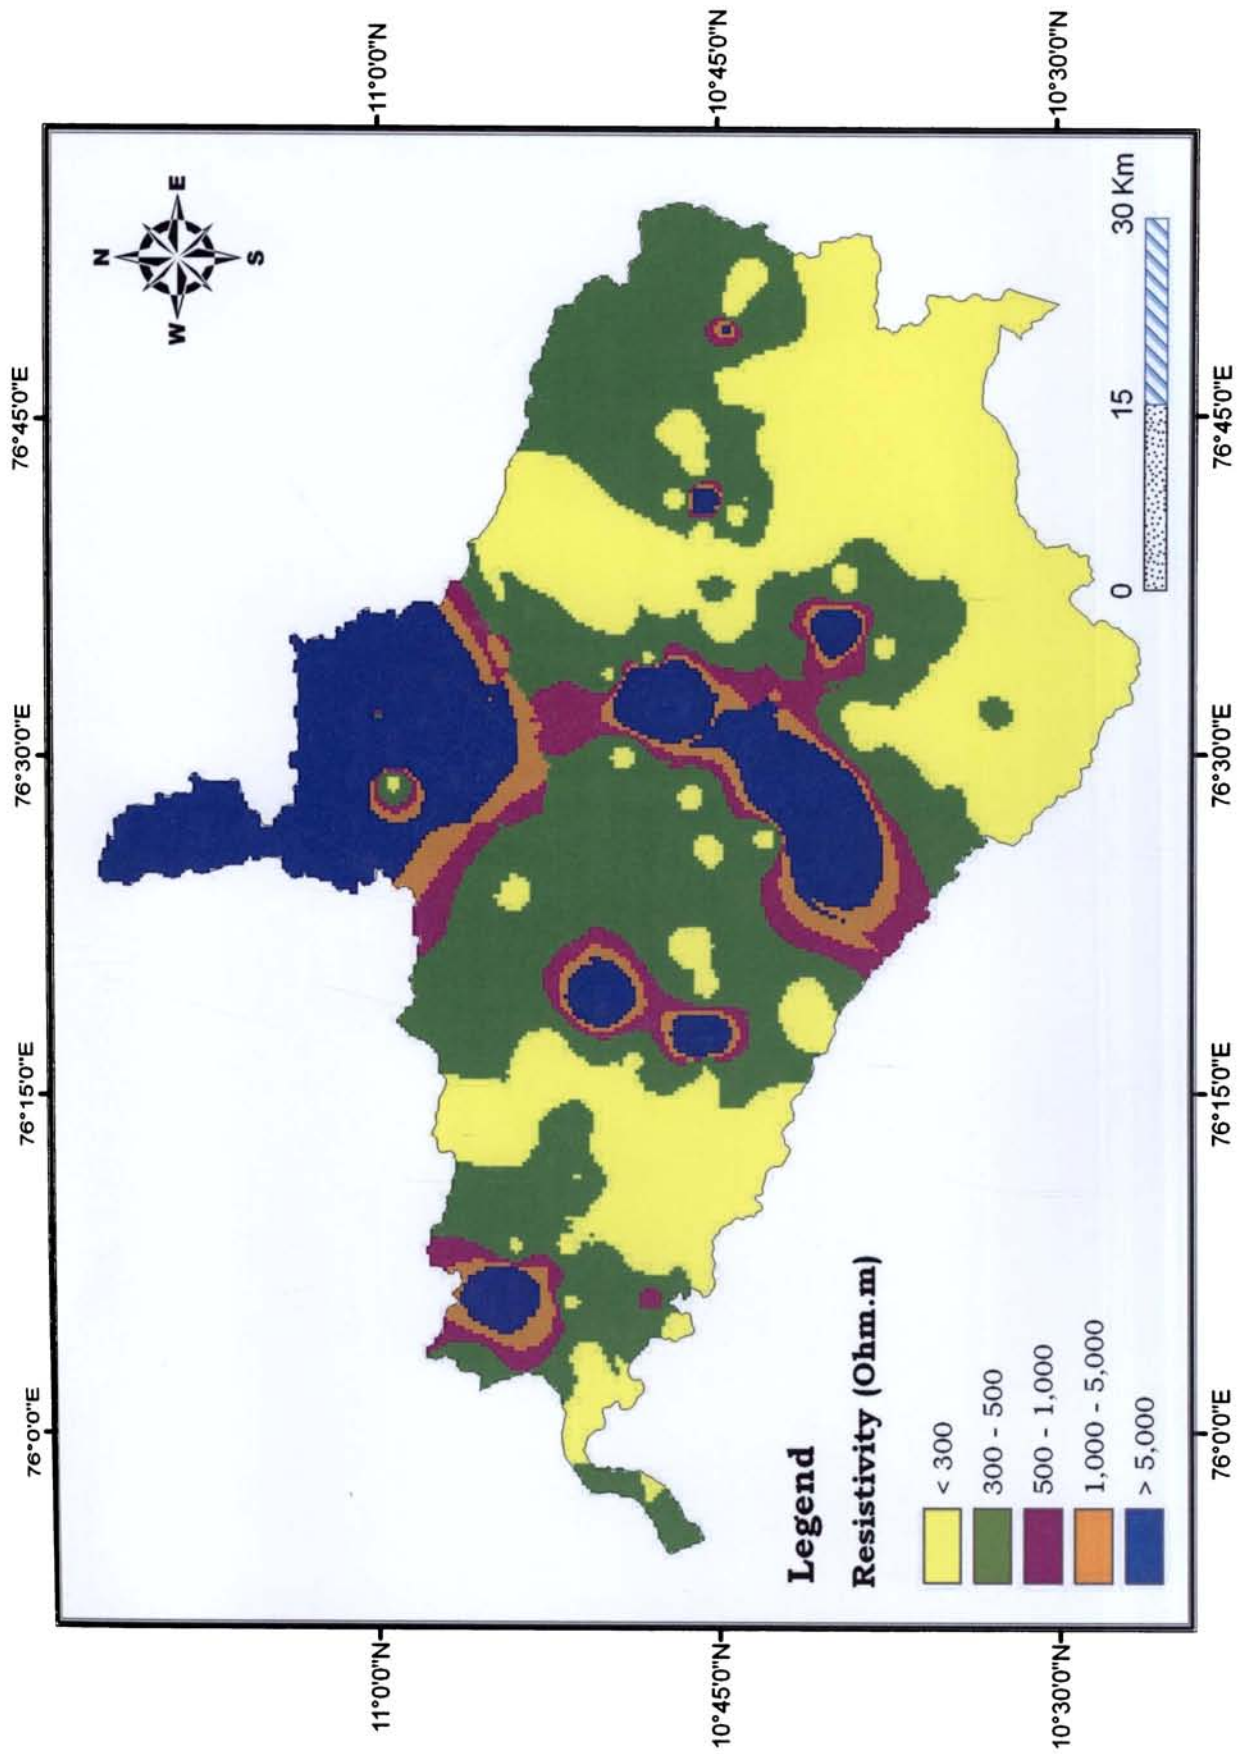 76°0'0"E 76°15'0"E 76°30'0"E 76°45'0"E
N
W E
S
11°0'0"N 11°0'0"N
10°45'0"N 10°45'0"N
Legend
Resistivity (Ohm.m)
< 300
300 - 500
500 - 1,000
1,000 - 5,000
> 5,000
10°30'0"N 10°30'0"N
0 15 30 Km
76°0'0"E 76°15'0"E 76°30'0"E 76°45'0"E